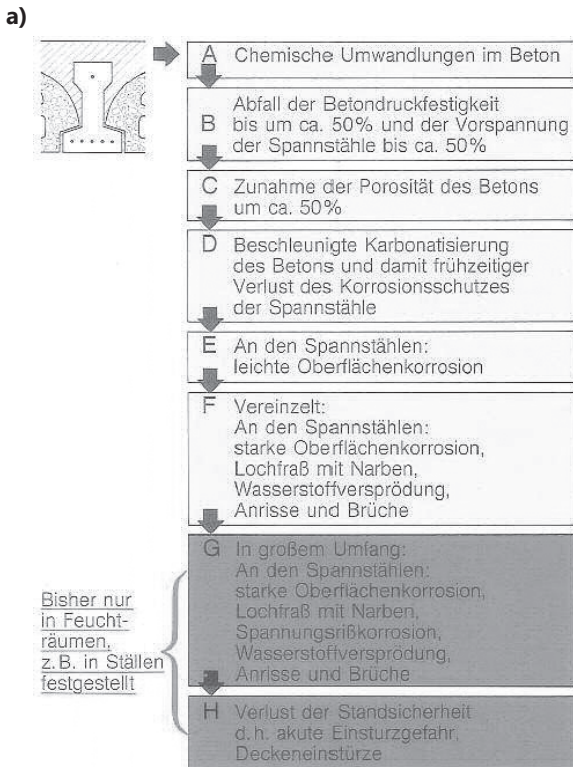 a)
A Chemische Umwandlungen im Beton
Abfall der Betondruckfestigkeit
B bis um ca. 50% und der Vorspannung
der Spannstähle bis ca. 50%
C Zunahme der Porosität des Betons
um ca. 50%
D Beschleunigte Karbonatisierung
des Betons und damit frühzeitiger
Verlust des Korrosionsschutzes
der Spannstähle
E An den Spannstählen:
leichte Oberflächenkorrosion
F Vereinzelt:
An den Spannstählen:
starke Oberflächenkorrosion,
Lochfraß mit Narben,
Wasserstoffversprödung,
Anrisse und Brüche
G In großem Umfang:
An den Spannstählen:
starke Oberflächenkorrosion,
Lochfraß mit Narben,
Spannungsrißkorrosion,
Wasserstoffversprödung,
Anrisse und Brüche
Bisher nur
in Feucht-
räumen,
z.B. in Ställen
festgestellt
H Verlust der Standsicherheit
d.h. akute Einsturzgefahr,
Deckeneinstürze